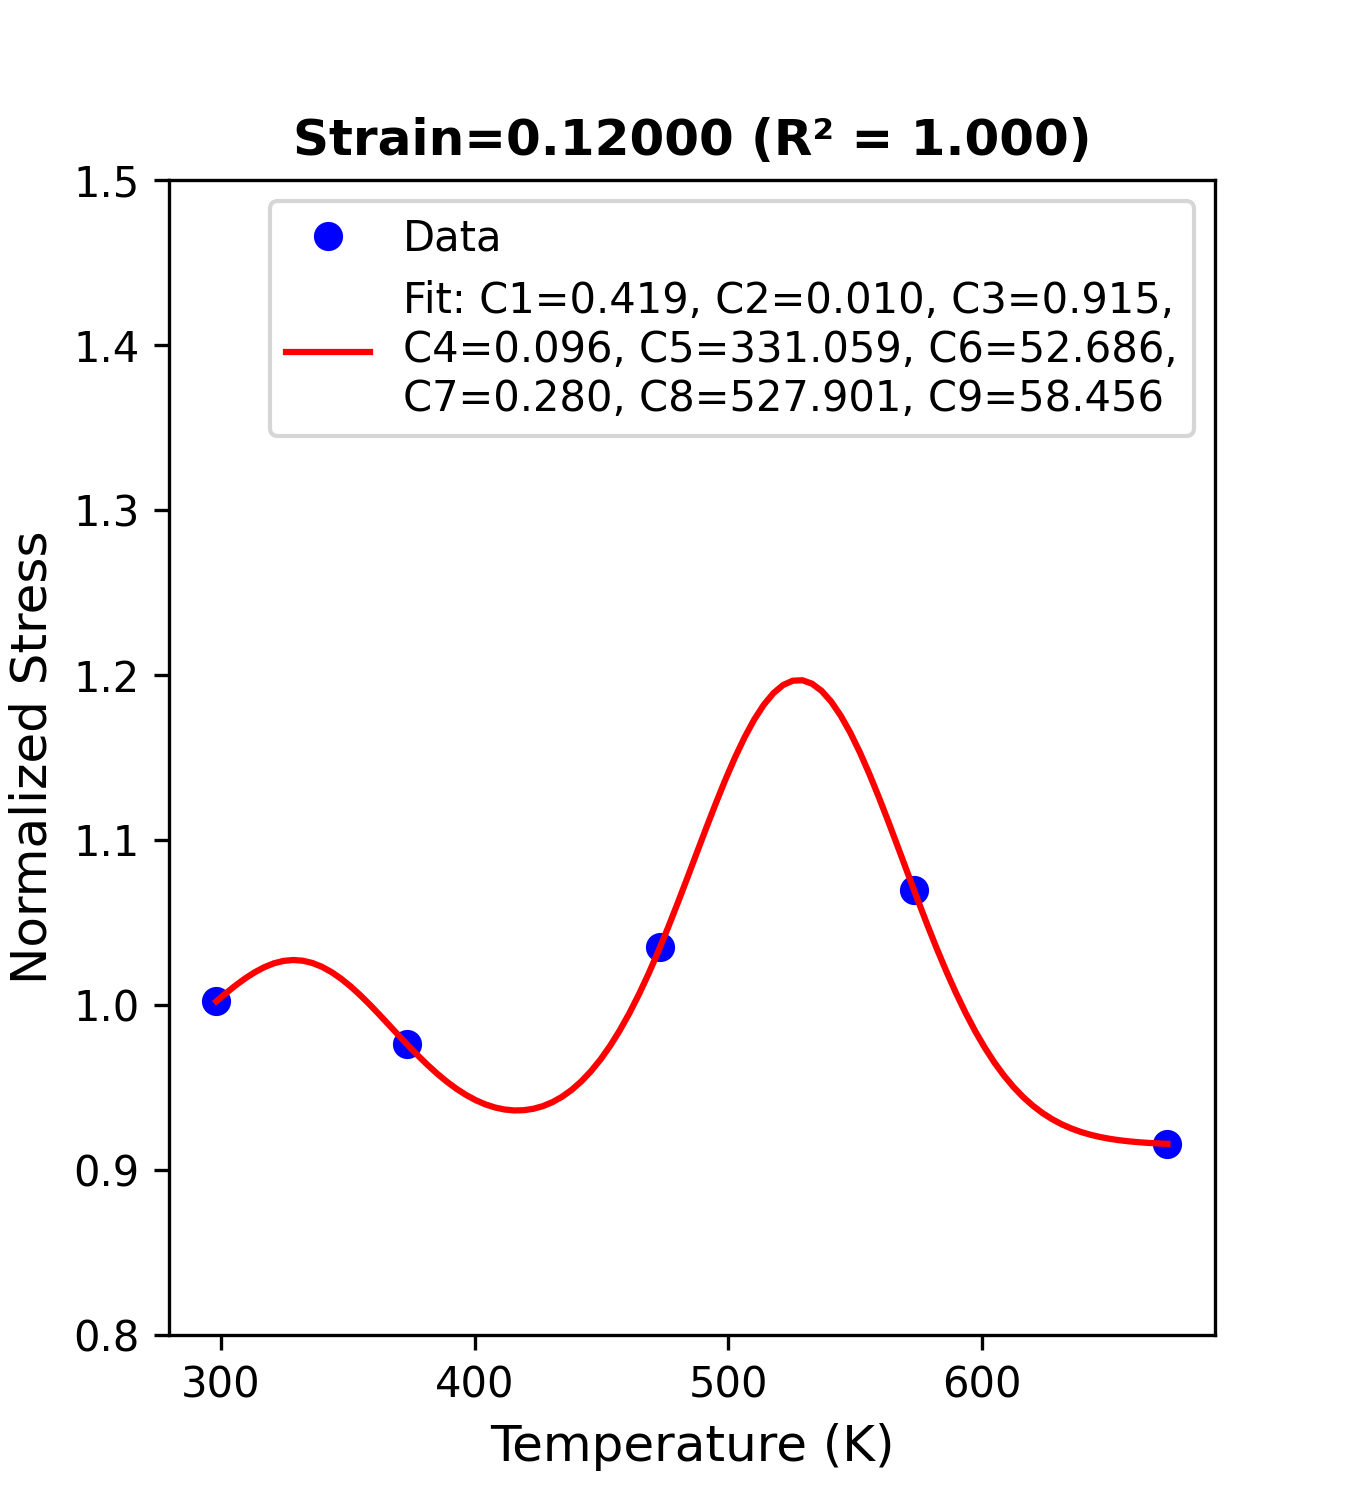 Strain=0.12000 (R² = 1.000)
1.5
1.4
1.3
1.2
1.1
1.0
0.9
0.8
Normalized Stress
Data
Fit: C1=0.419, C2=0.010, C3=0.915,
C4=0.096, C5=331.059, C6=52.686,
C7=0.280, C8=527.901, C9=58.456
300 400 500 600
Temperature (K)